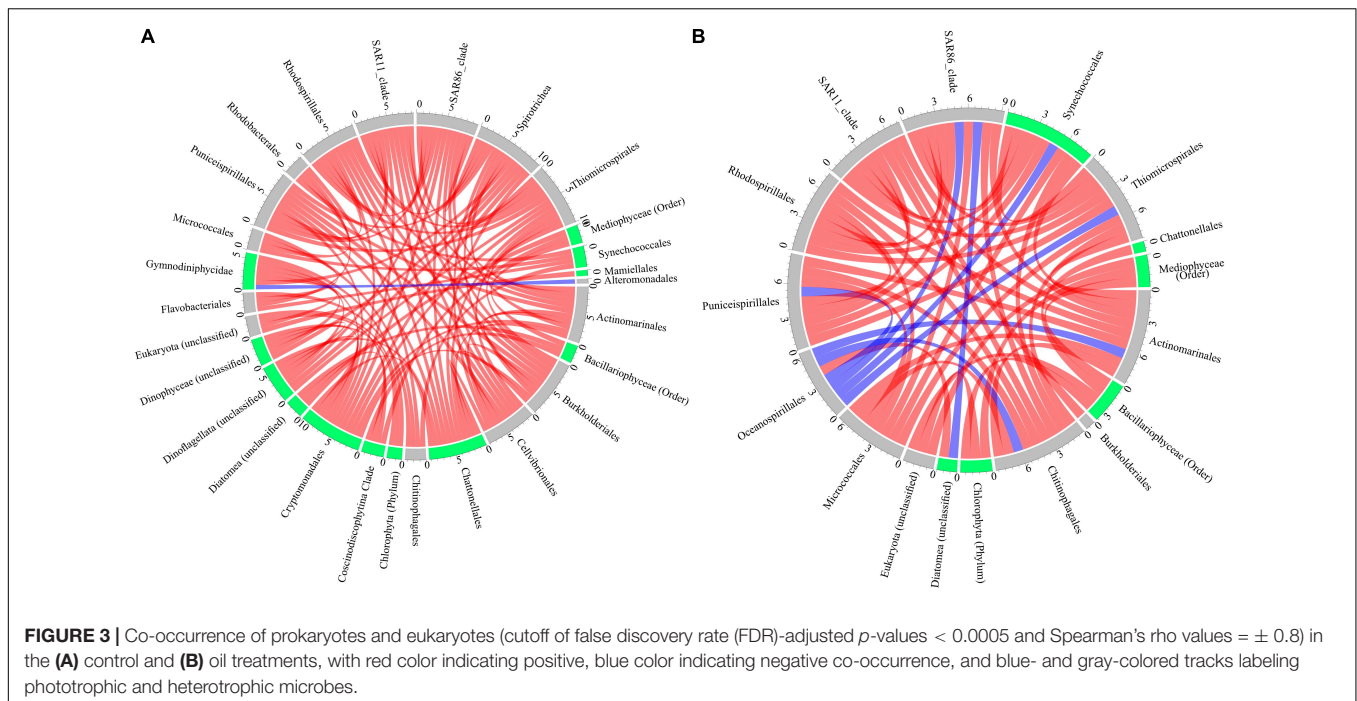 A
B
SAR11_clade
SAR86_clade
Spirotrichea
Thiomicrospirales
Mediophyceae (Order)
Synechococcales
Mamiellales
Alteromonadales
Actinomarinales
Bacillariophyceae (Order)
Burkholderiales
Cellvibrionales
Chattonellales
Chitinophagales
Chlorophyta (Phylum)
Coscinodiscophytina Clade
Cryptomonadales
Diatomea (unclassified)
Dinoflagellata (unclassified)
Dinophyceae (unclassified)
Eukaryota (unclassified)
Flavobacteriales
Gymnodiniphycidae
Micrococcales
Puniceispirillales
Rhodobacterales
Rhodospirillales
SAR86_clade
Synechococcales
Thiomicrospirales
Chattonellales
Mediophyceae
(Order)
Actinomarinales
Bacillariophyceae (Order)
Burkholderiales
Chitinophagales
Chlorophyta (Phylum)
Diatomea (unclassified)
Eukaryota (unclassified)
Micrococcales
Oceanospirillales
Puniceispirillales
Rhodospirillales
SAR11_clade
FIGURE 3 | Co-occurrence of prokaryotes and eukaryotes (cutoff of false discovery rate (FDR)-adjusted p-values < 0.0005 and Spearman's rho values = ± 0.8) in
the (A) control and (B) oil treatments, with red color indicating positive, blue color indicating negative co-occurrence, and blue- and gray-colored tracks labeling
phototrophic and heterotrophic microbes.